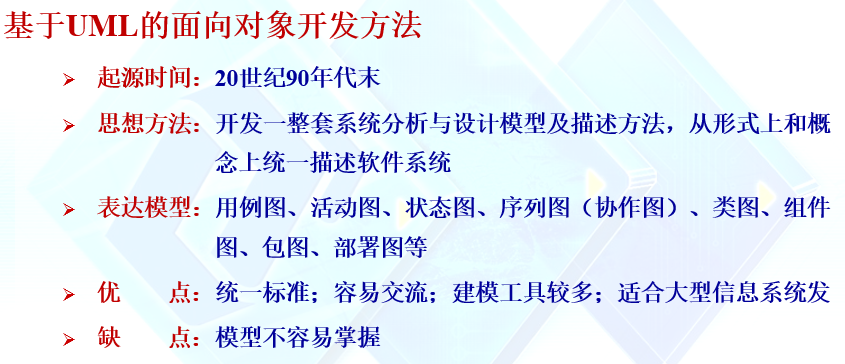 基于UML的面向对象开发方法
起源时间：20世纪90年代末
思想方法：开发一整套系统分析与设计模型及描述方法，从形式上和概
念上统一描述软件系统
表达模型：用例图、活动图、状态图、序列图（协作图）、类图、组件
图、包图、部署图等
优 点：统一标准；容易交流；建模工具较多；适合大型信息系统发
缺 点：模型不容易掌握